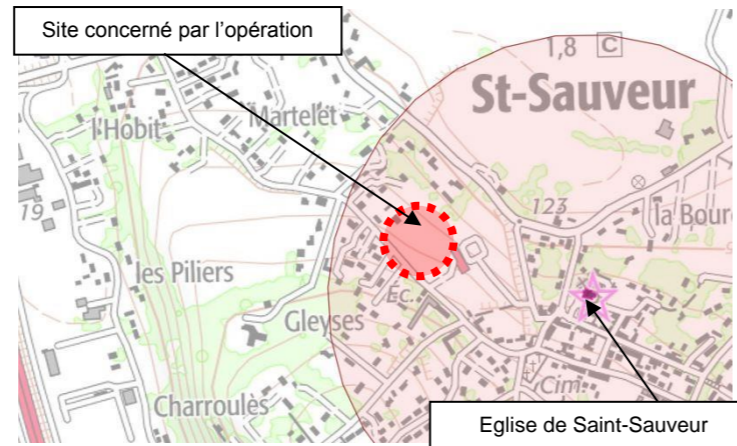 Site concerné par l'opération
1,8 C
St-Sauveur
Martelet
l'Hobit
19
123
la Bour
les Piliers
Éc.
Gleyses
Cim.
Charroulès
Eglise de Saint-Sauveur